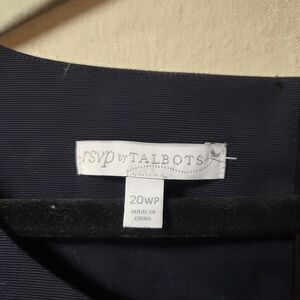 rsvp by TALBOTS
20WP
MADE IN
CHINA